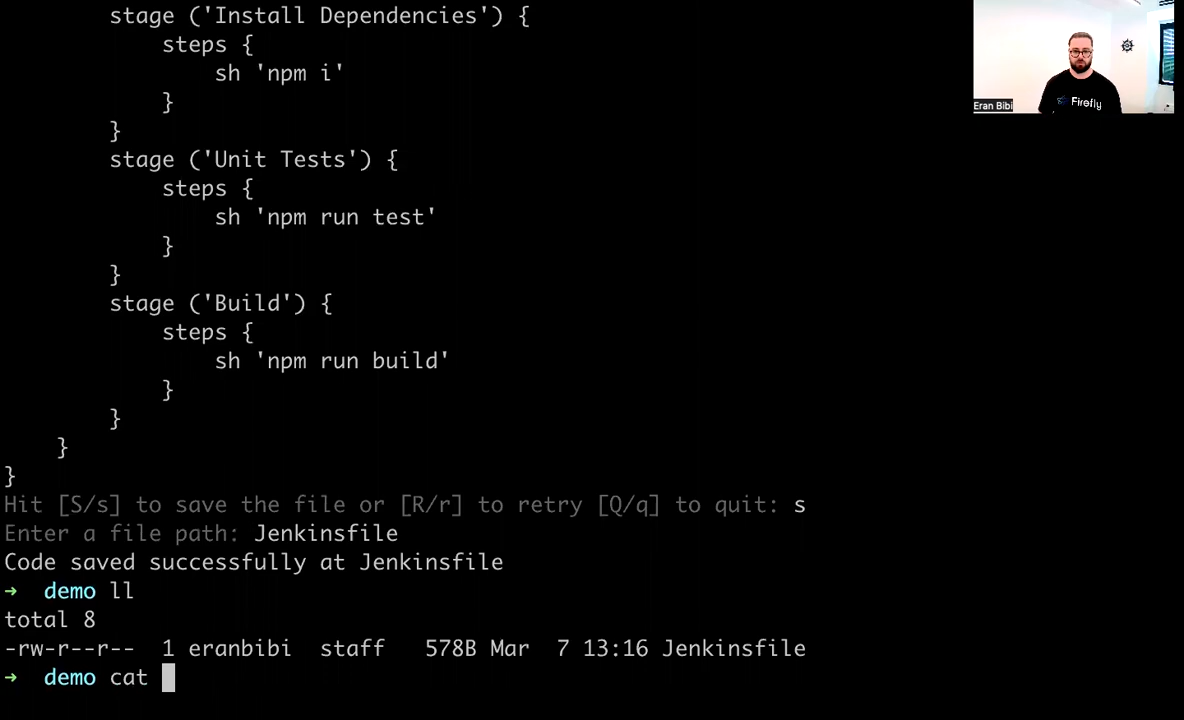 stage ('Install Dependencies') {
steps {
sh 'npm i'
}
}
stage ('Unit Tests') {
steps {
sh 'npm run test'
}
}
stage ('Build') {
steps {
sh 'npm run build'
}
}
}
}
Hit [S/s] to save the file or [R/r] to retry [Q/q] to quit: s
Enter a file path: Jenkinsfile
Code saved successfully at Jenkinsfile
➜ demo ll
total 8
-rw-r--r-- 1 eranbibi staff 578B Mar 7 13:16 Jenkinsfile
➜ demo cat
Firefly
Eran Bibi